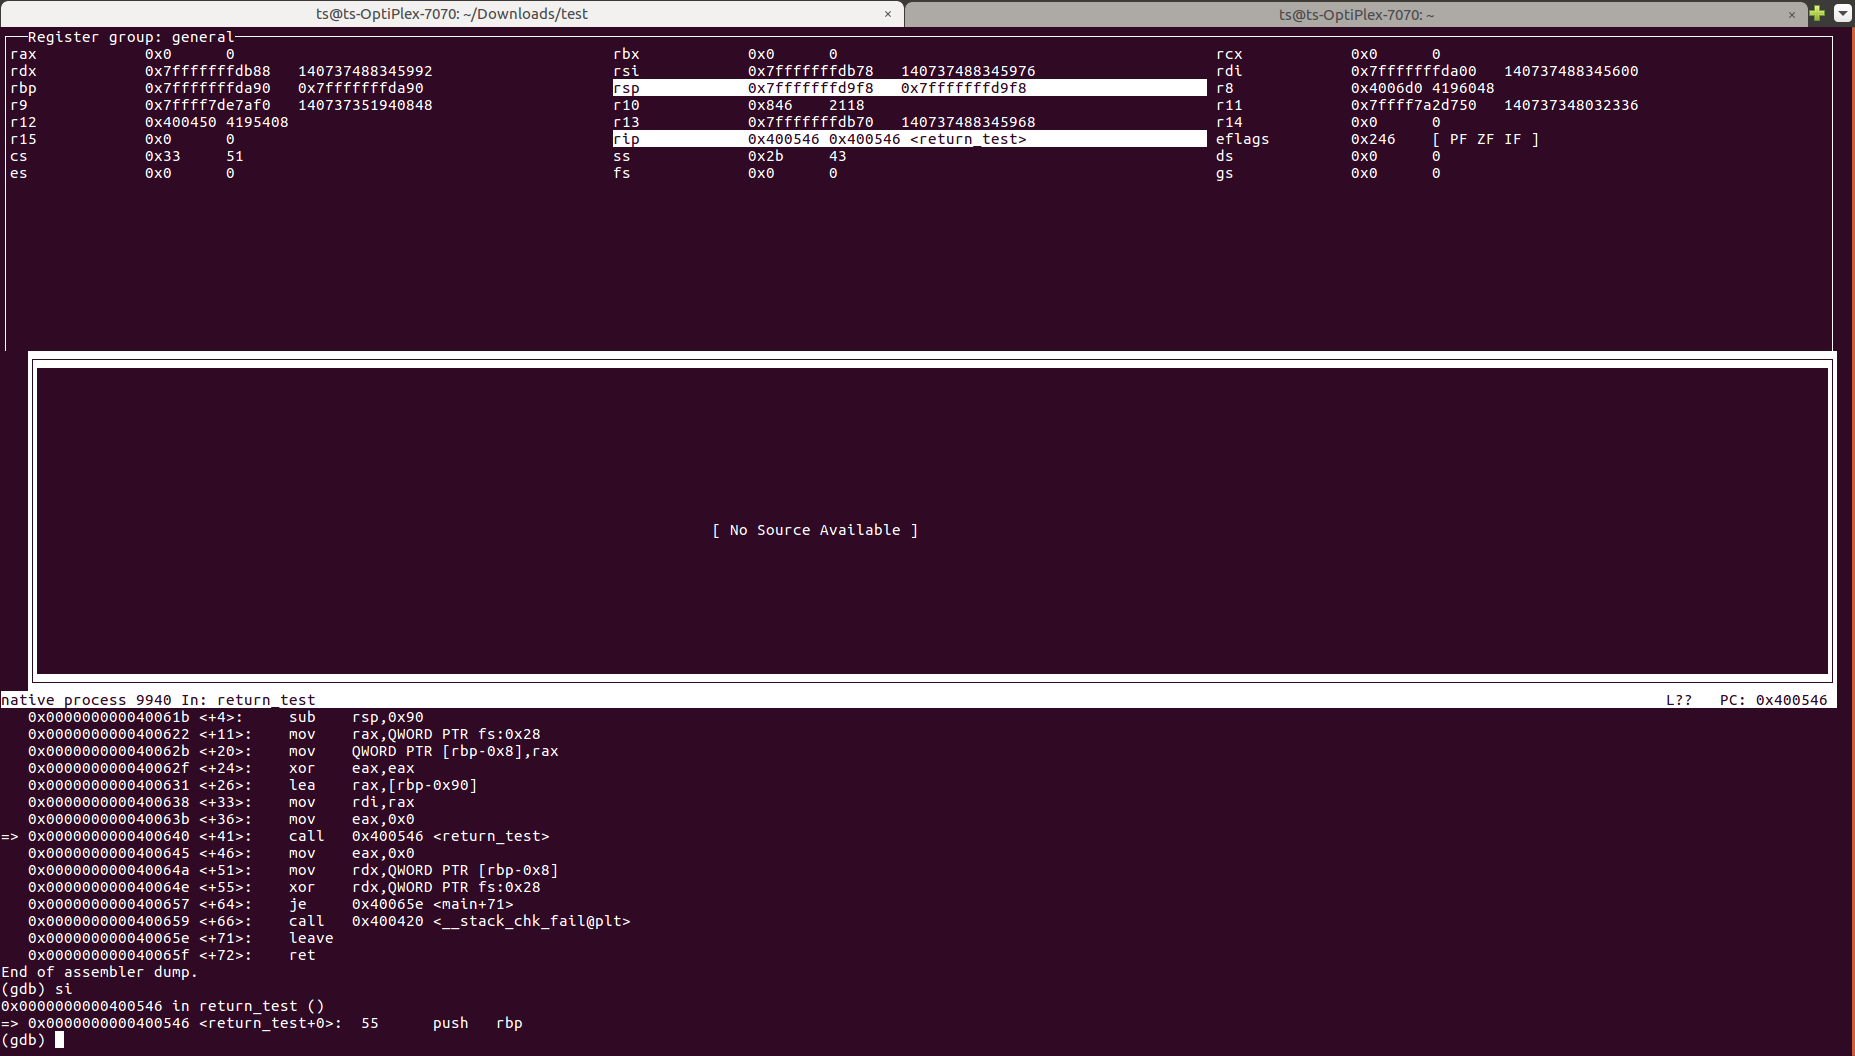 ts@ts-OptiPlex-7070: ~/Downloads/test × ts@ts-OptiPlex-7070: ~ ×
Register group: general
rax 0x0 0 rbx 0x0 0 rcx 0x0 0
rdx 0x7fffffffdb88 140737488345992 rsi 0x7fffffffdb78 140737488345976 rdi 0x7fffffffda00 140737488345600
rbp 0x7fffffffda90 0x7fffffffda90 rsp 0x7fffffffd9f8 0x7fffffffd9f8 r8 0x4006d0 4196048
r9 0x7ffff7de7af0 140737351940848 r10 0x846 2118 r11 0x7ffff7a2d750 140737348032336
r12 0x400450 4195408 r13 0x7fffffffdb70 140737488345968 r14 0x0 0
r15 0x0 0 rip 0x400546 0x400546 <return_test> eflags 0x246 [ PF ZF IF ]
cs 0x33 51 ss 0x2b 43 ds 0x0 0
es 0x0 0 fs 0x0 0 gs 0x0 0
[ No Source Available ]
native process 9940 In: return_test L?? PC: 0x400546
0x000000000040061b <+4>: sub rsp,0x90
0x0000000000400622 <+11>: mov rax,QWORD PTR fs:0x28
0x000000000040062b <+20>: mov QWORD PTR [rbp-0x8],rax
0x000000000040062f <+24>: xor eax,eax
0x0000000000400631 <+26>: lea rax,[rbp-0x90]
0x0000000000400638 <+33>: mov rdi,rax
0x000000000040063b <+36>: mov eax,0x0
=> 0x0000000000400640 <+41>: call 0x400546 <return_test>
0x0000000000400645 <+46>: mov eax,0x0
0x000000000040064a <+51>: mov rdx,QWORD PTR [rbp-0x8]
0x000000000040064e <+55>: xor rdx,QWORD PTR fs:0x28
0x0000000000400657 <+64>: je 0x40065e <main+71>
0x0000000000400659 <+66>: call 0x400420 <__stack_chk_fail@plt>
0x000000000040065e <+71>: leave
0x000000000040065f <+72>: ret
End of assembler dump.
(gdb) si
0x0000000000400546 in return_test ()
=> 0x0000000000400546 <return_test+0>: 55 push rbp
(gdb)